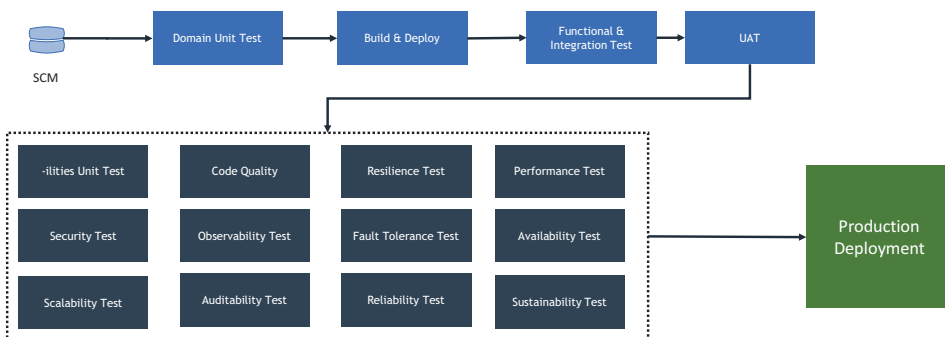 SCM
Domain Unit Test
Build & Deploy
Functional &
Integration Test
UAT
-ilities Unit Test
Code Quality
Resilience Test
Performance Test
Security Test
Observability Test
Fault Tolerance Test
Availability Test
Scalability Test
Auditability Test
Reliability Test
Sustainability Test
Production
Deployment